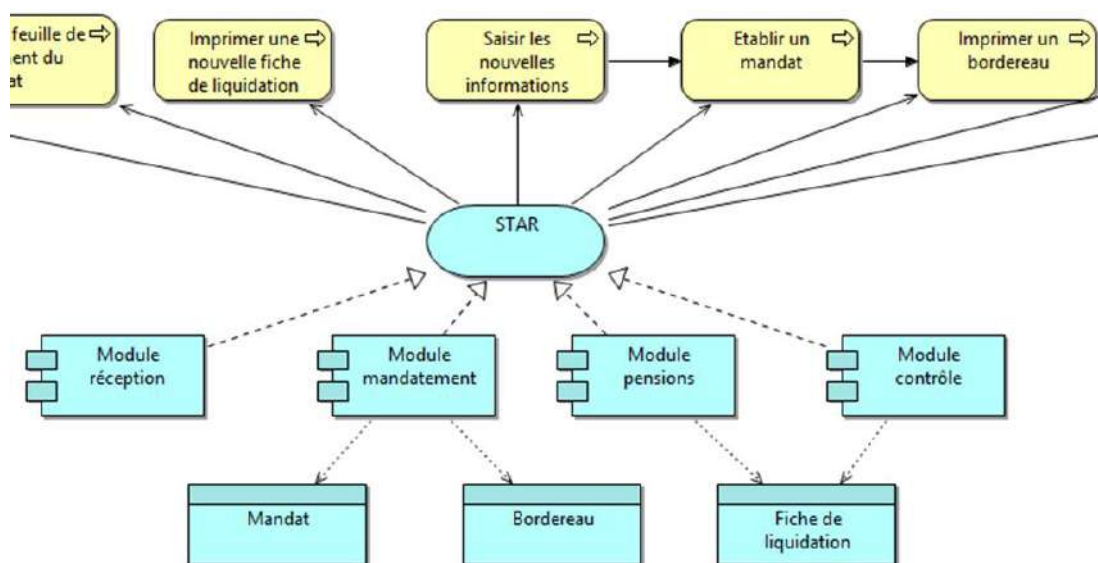 feuille de
ent du
at
Imprimer une
nouvelle fiche
de liquidation
Saisir les
nouvelles
informations
Etablir un
mandat
Imprimer un
bordereau
STAR
Module
réception
Module
mandatement
Module
pensions
Module
contrôle
Mandat
Bordereau
Fiche de
liquidation